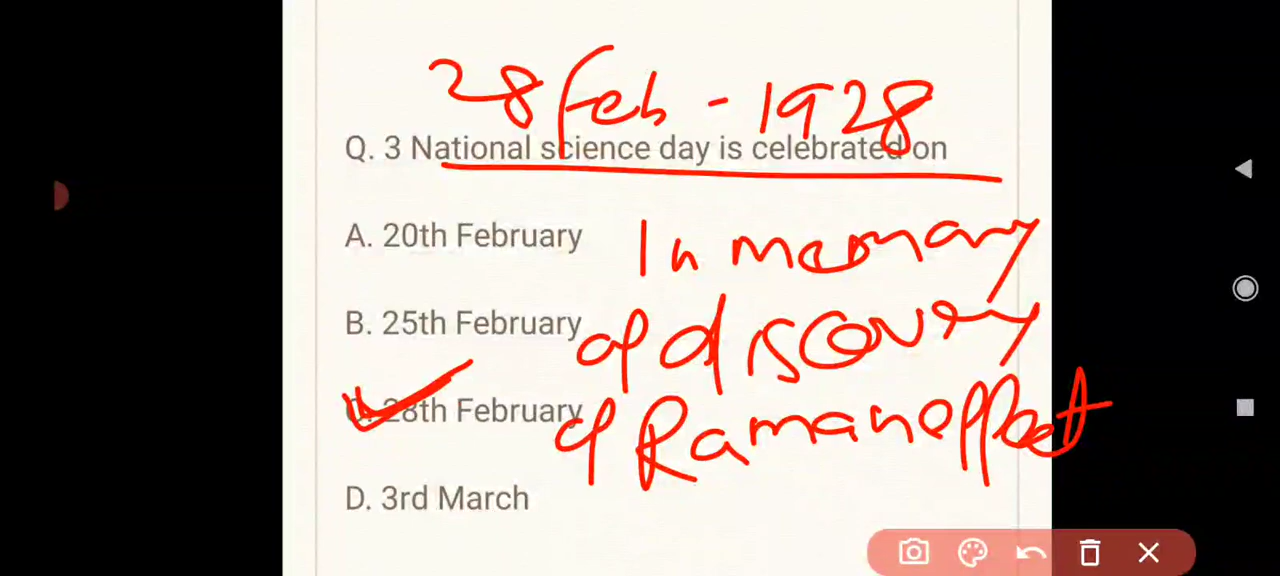 28 Feb - 1928
Q. 3 National science day is celebrated on
A. 20th February
In memory
B. 25th February
of discovery
C. 28th February
of Raman effect
D. 3rd March